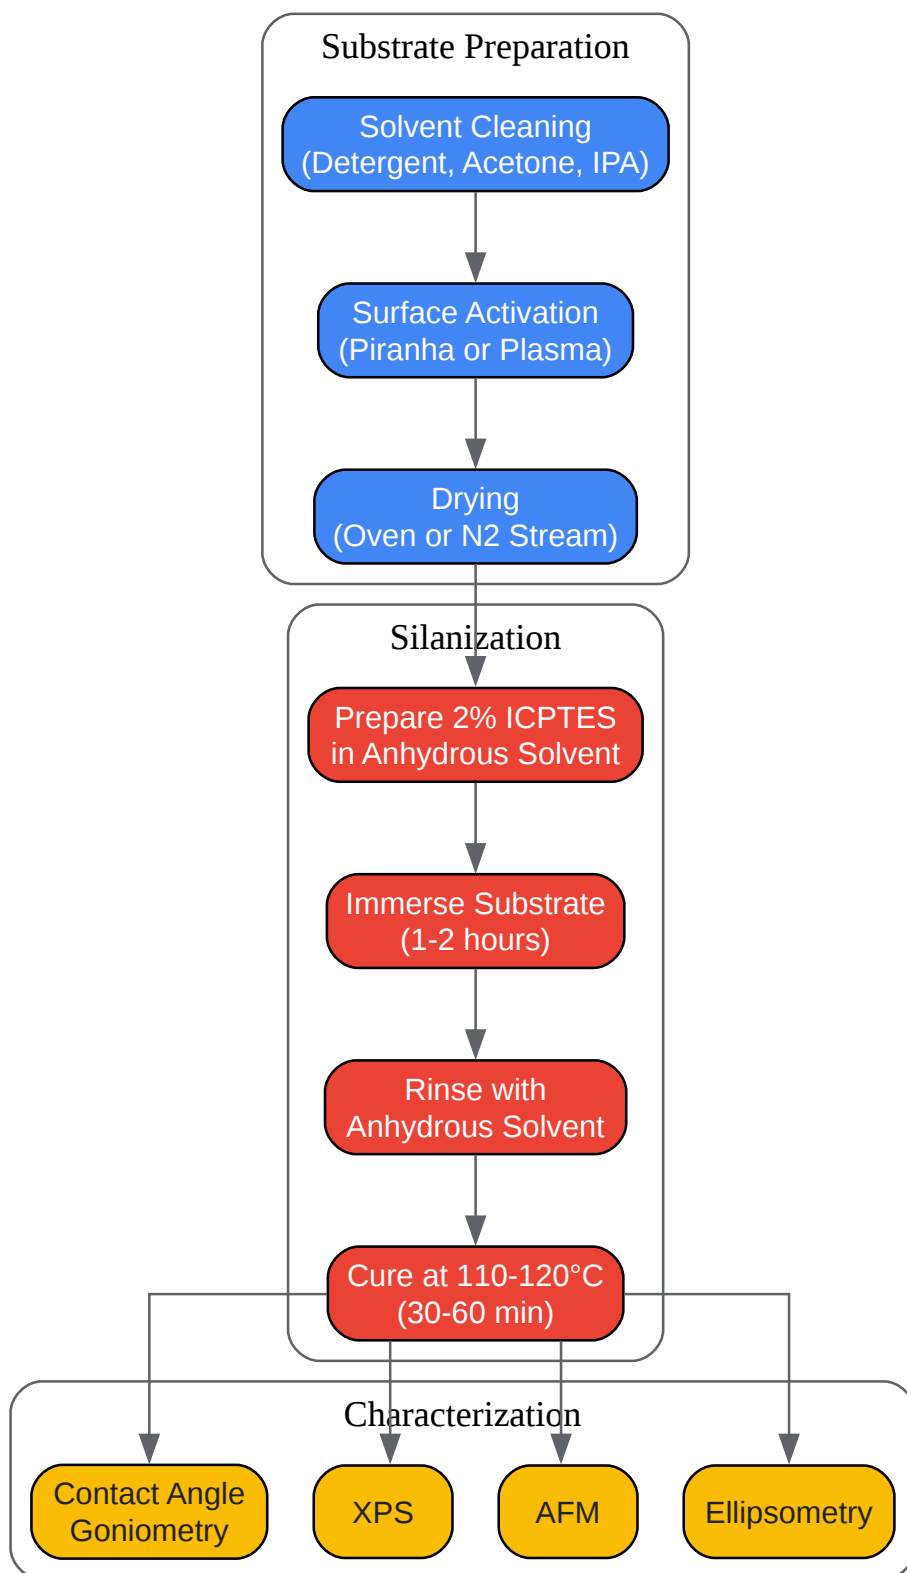 Substrate Preparation
Solvent Cleaning
(Detergent, Acetone, IPA)
Surface Activation
(Piranha or Plasma)
Drying
(Oven or N2 Stream)
Silanization
Prepare 2% ICPTES
in Anhydrous Solvent
Immerse Substrate
(1-2 hours)
Rinse with
Anhydrous Solvent
Cure at 110-120°C
(30-60 min)
Characterization
Contact Angle
Goniometry
XPS
AFM
Ellipsometry